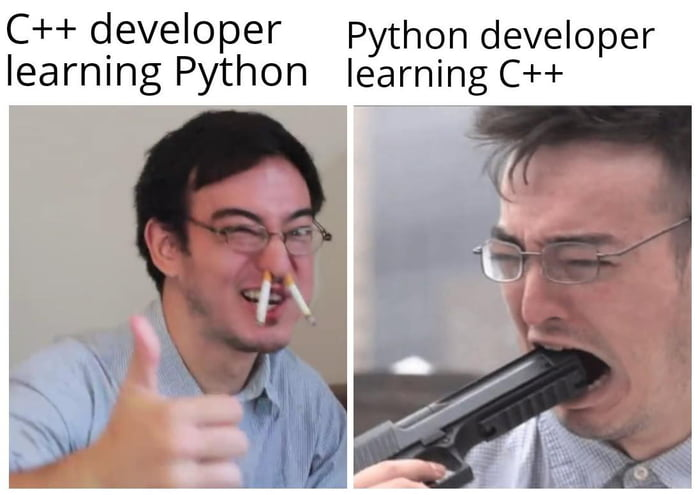 C++ developer
learning Python
Python developer
learning C++